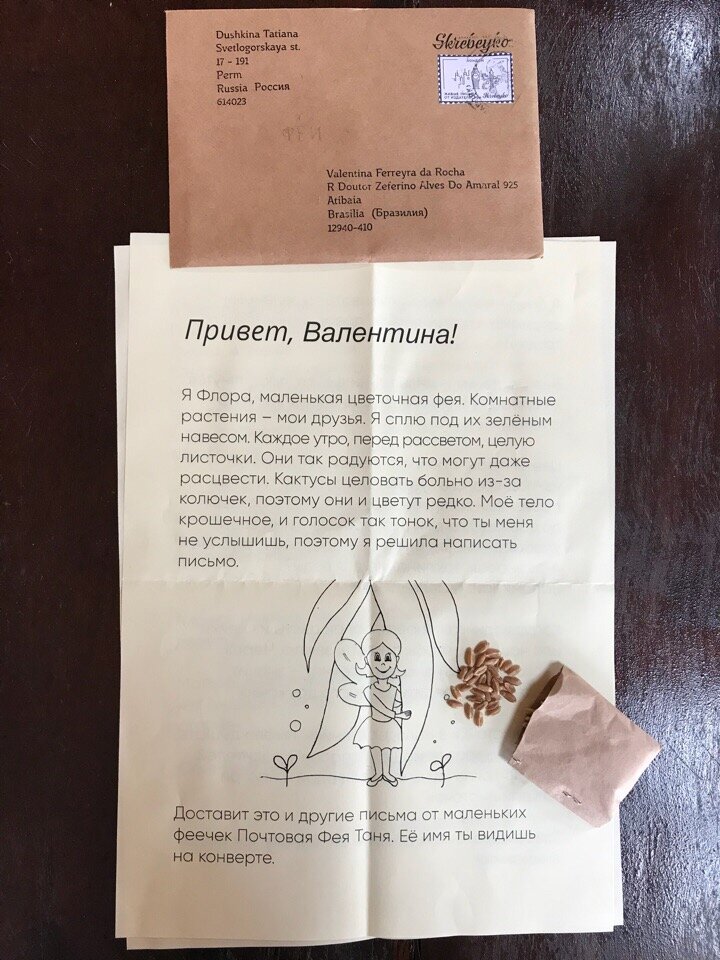 Dushkina Tatiana
Svetlogorskaya st.
17 - 191
Perm
Russia Россия
614023
Skrebeyko
Valentina Ferreyra da Rocha
R Doutor Zeferino Alves Do Amaral 925
Atibaia
Brasilia (Бразилия)
12940-410
Привет, Валентина!
Я Флора, маленькая цветочная фея. Комнатные
растения – мои друзья. Я сплю под их зелёным
навесом. Каждое утро, перед рассветом, целую
листочки. Они так радуются, что могут даже
расцвести. Кактусы целовать больно из-за
колючек, поэтому они и цветут редко. Моё тело
крошечное, и голосок так тонок, что ты меня
не услышишь, поэтому я решила написать
письмо.
Доставит это и другие письма от маленьких
феечек Почтовая Фея Таня. Её имя ты видишь
на конверте.